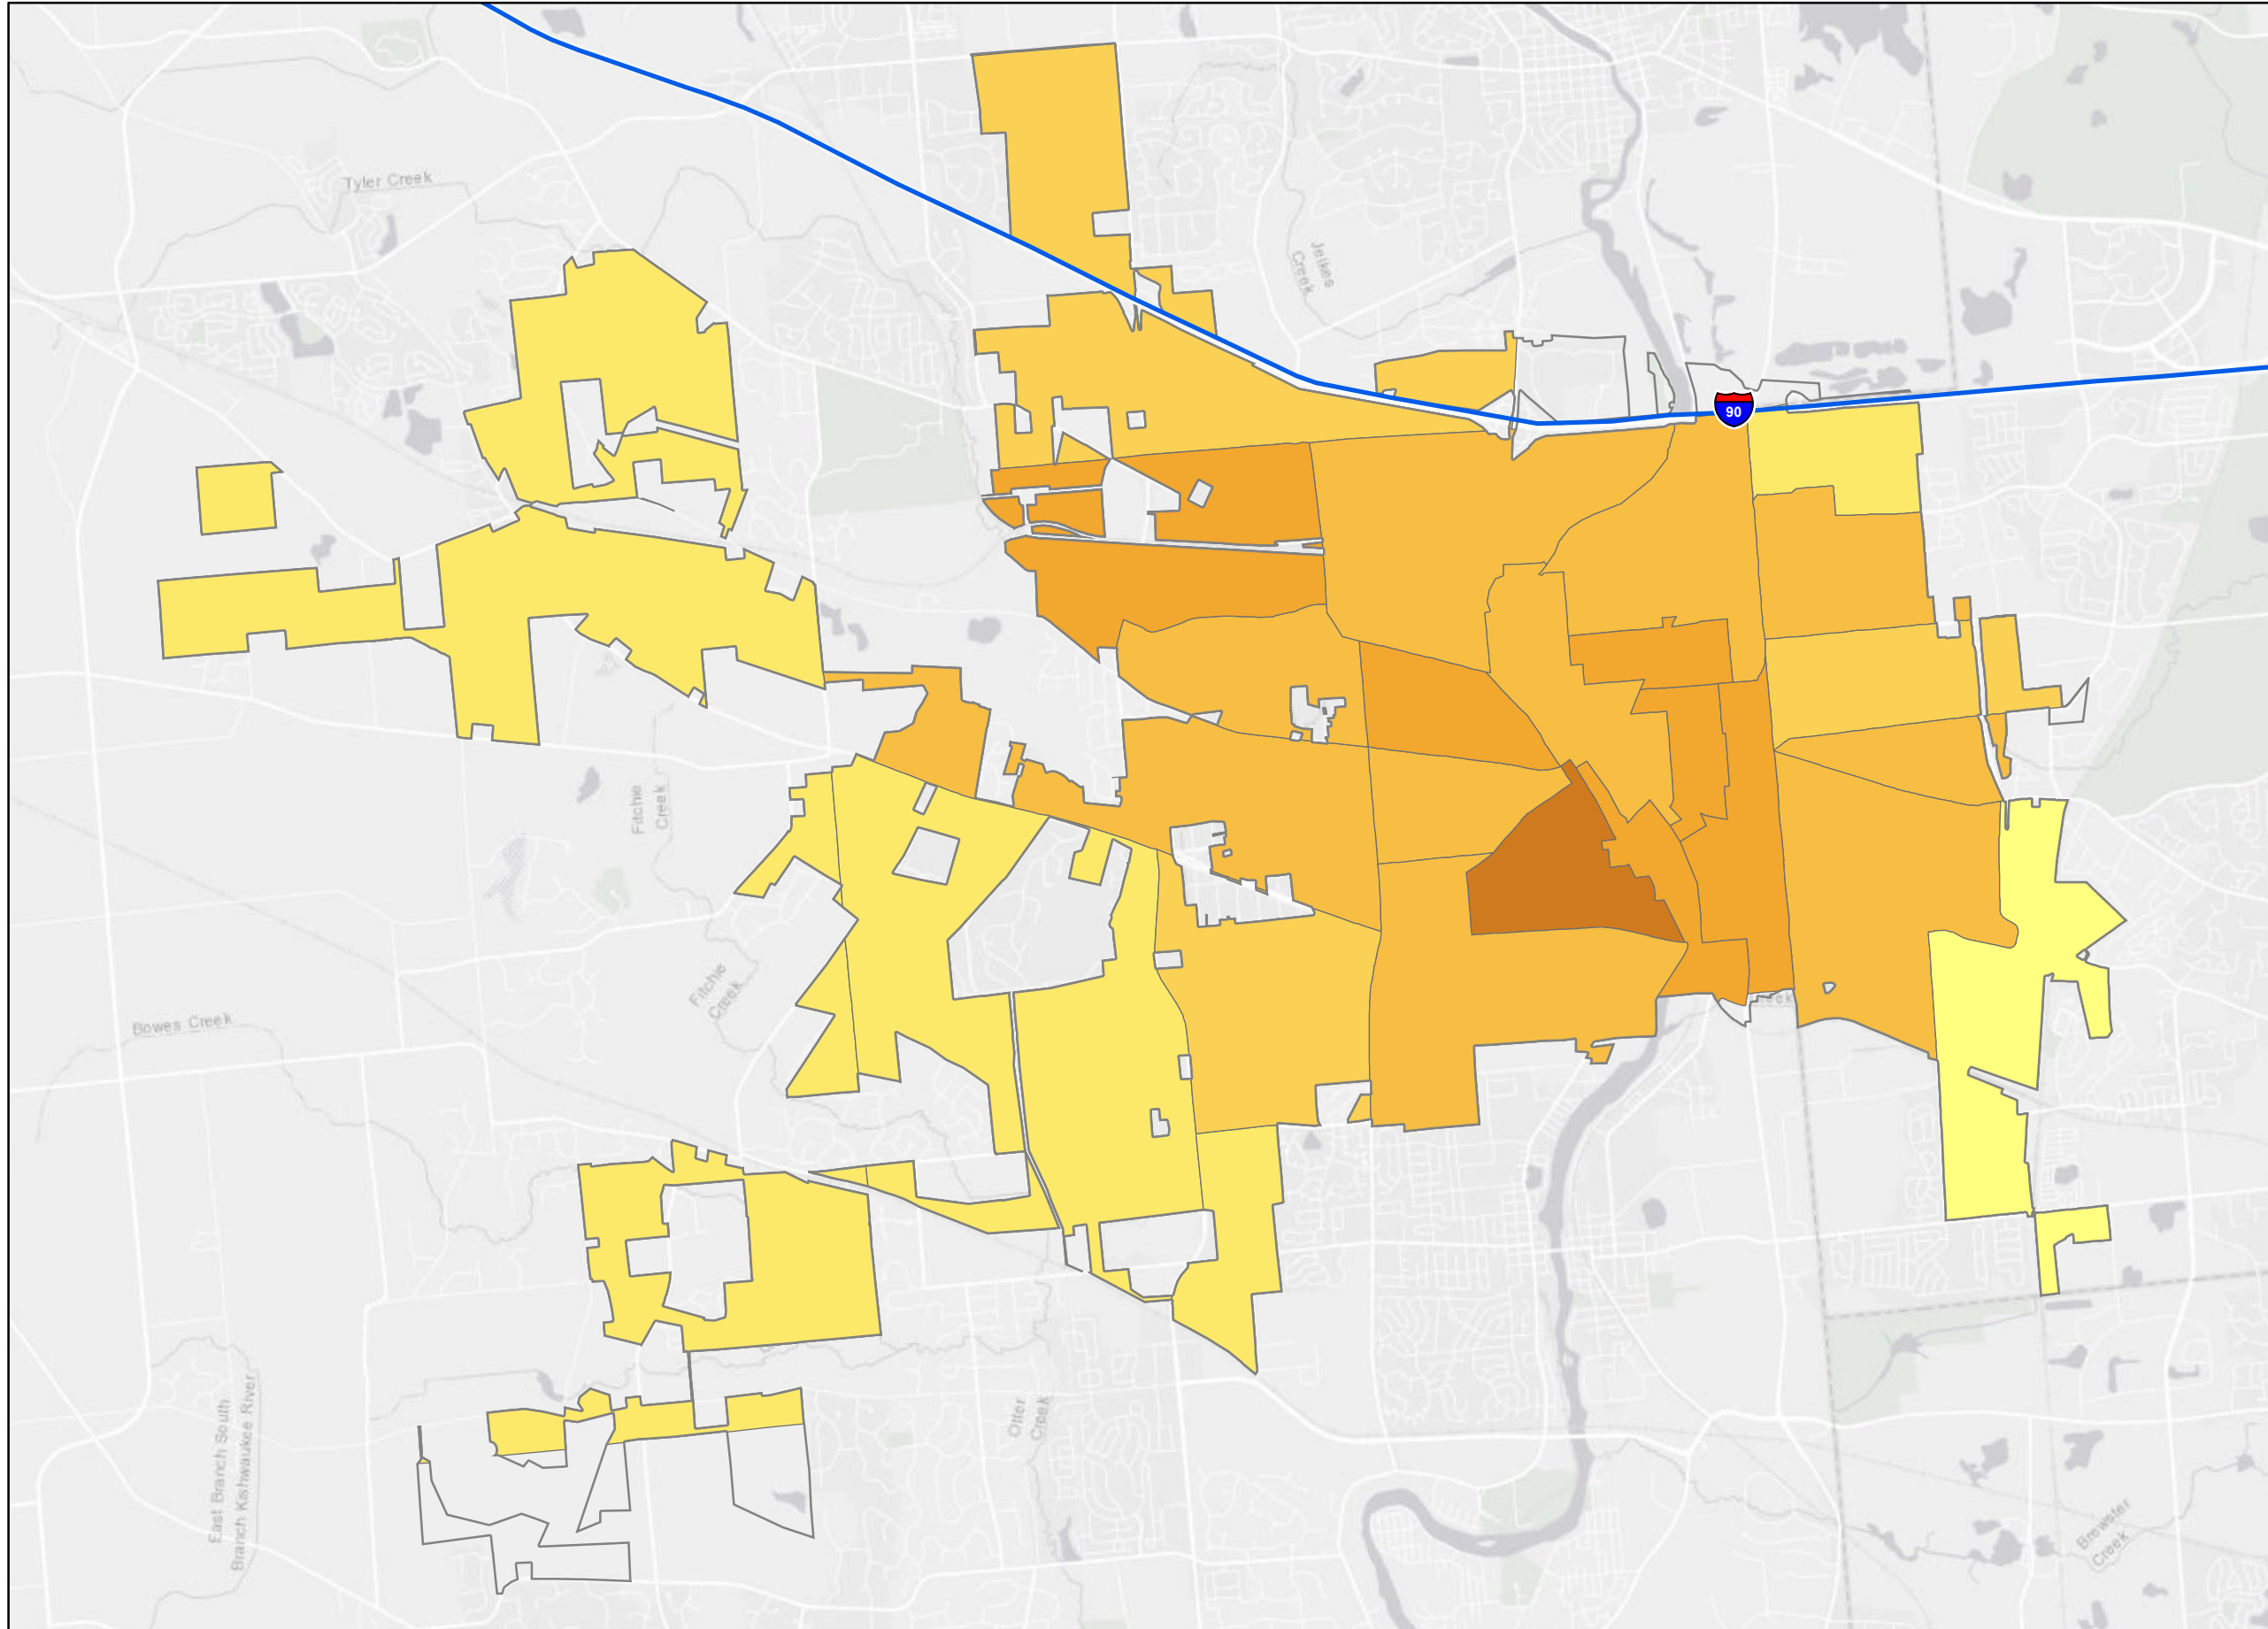 Tyler Creek
Jelkes
Creek
90
Fitchie
Creek
Fitchie
Creek
Bowes Creek
eek
Otter
Creek
East Branch South
Branch Kishwaukee River
Brewster
Creek